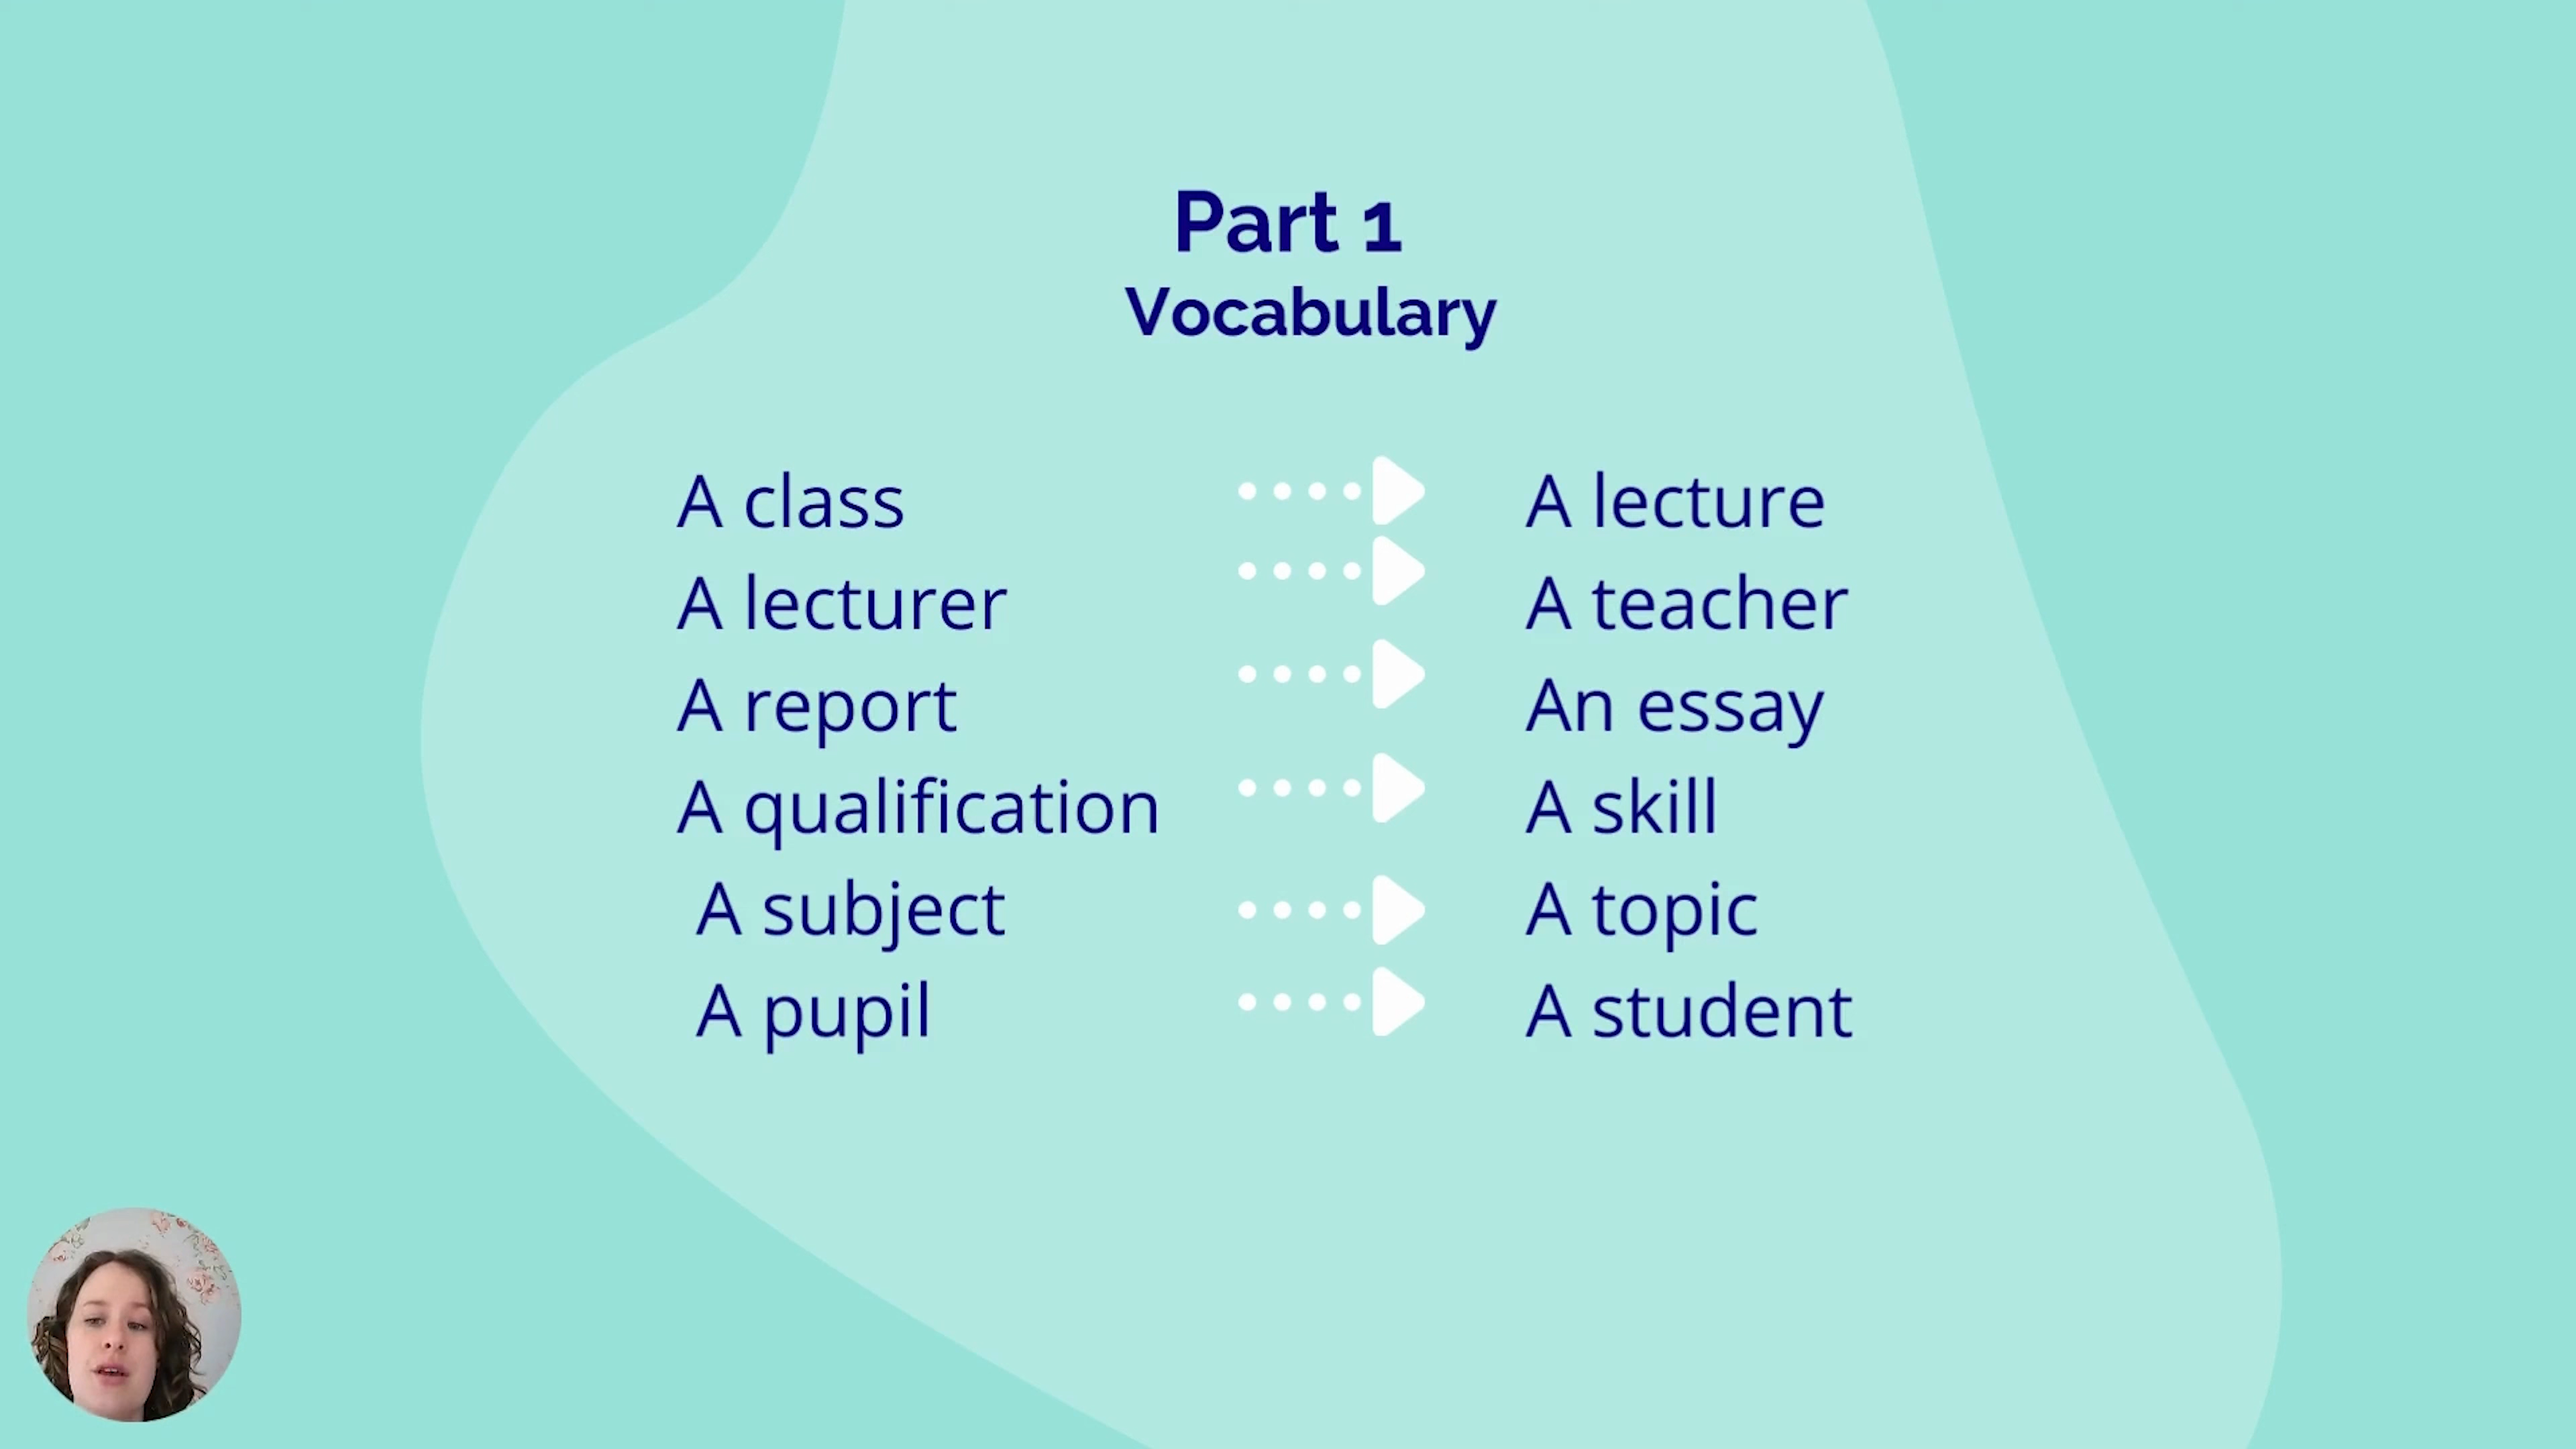 Part 1
Vocabulary
A class A lecture
A lecturer A teacher
A report An essay
A qualification A skill
A subject A topic
A pupil A student